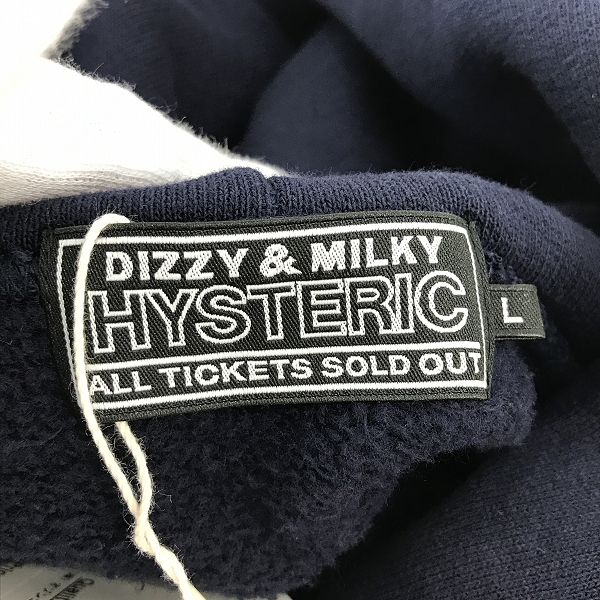 DIZZY & MILKY
HYSTERIC
ALL TICKETS SOLD OUT
L